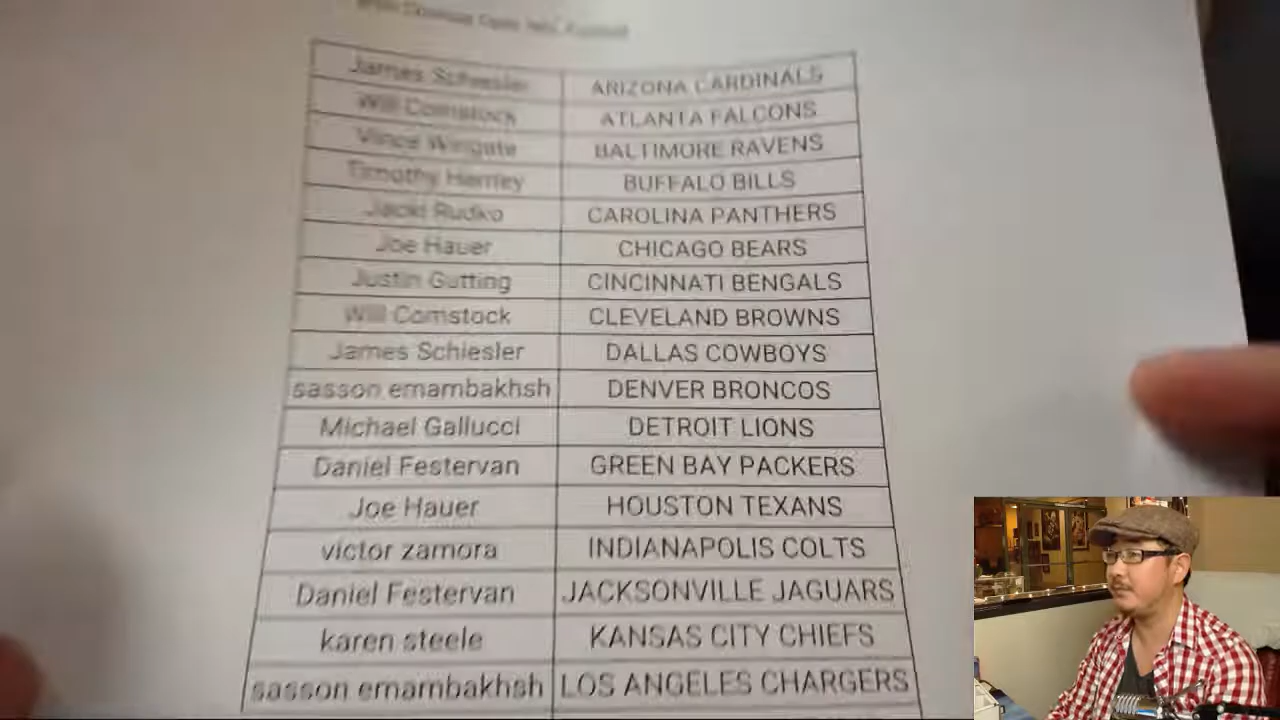 James Schiesler ARIZONA CARDINALS
Will Comstock ATLANTA FALCONS
Vince Wingate BALTIMORE RAVENS
Timothy BUFFALO BILLS
Jacki Rudko CAROLINA PANTHERS
Joe Hauer CHICAGO BEARS
Justin Gutting CINCINNATI BENGALS
Will Comstock CLEVELAND BROWNS
James Schiesler DALLAS COWBOYS
sasson emambakhsh DENVER BRONCOS
Michael Gallucci DETROIT LIONS
Daniel Festervan GREEN BAY PACKERS
Joe Hauer HOUSTON TEXANS
victor zamora INDIANAPOLIS COLTS
Daniel Festervan JACKSONVILLE JAGUARS
karen steele KANSAS CITY CHIEFS
sasson emambakhsh LOS ANGELES CHARGERS